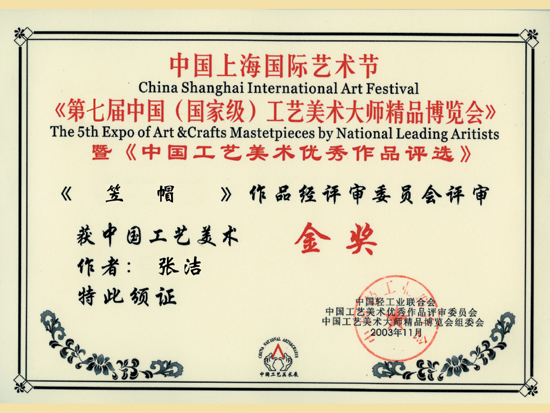 中国上海国际艺术节
China Shanghai International Art Festival
《第七届中国（国家级）工艺美术大师精品博览会》
The 5th Expo of Art &Crafts Mastetpieces by National Leading Aritists
暨《中国工艺美术优秀作品评选》
《 笠 帽 》作品经评审委员会评审
获中国工艺美术 金奖
作者：张洁
特此颁证
中国轻工业联合会
中国工艺美术优秀作品评审委员会
中国工艺美术大师精品博览会组委会
2003年11月
中国工艺美术展